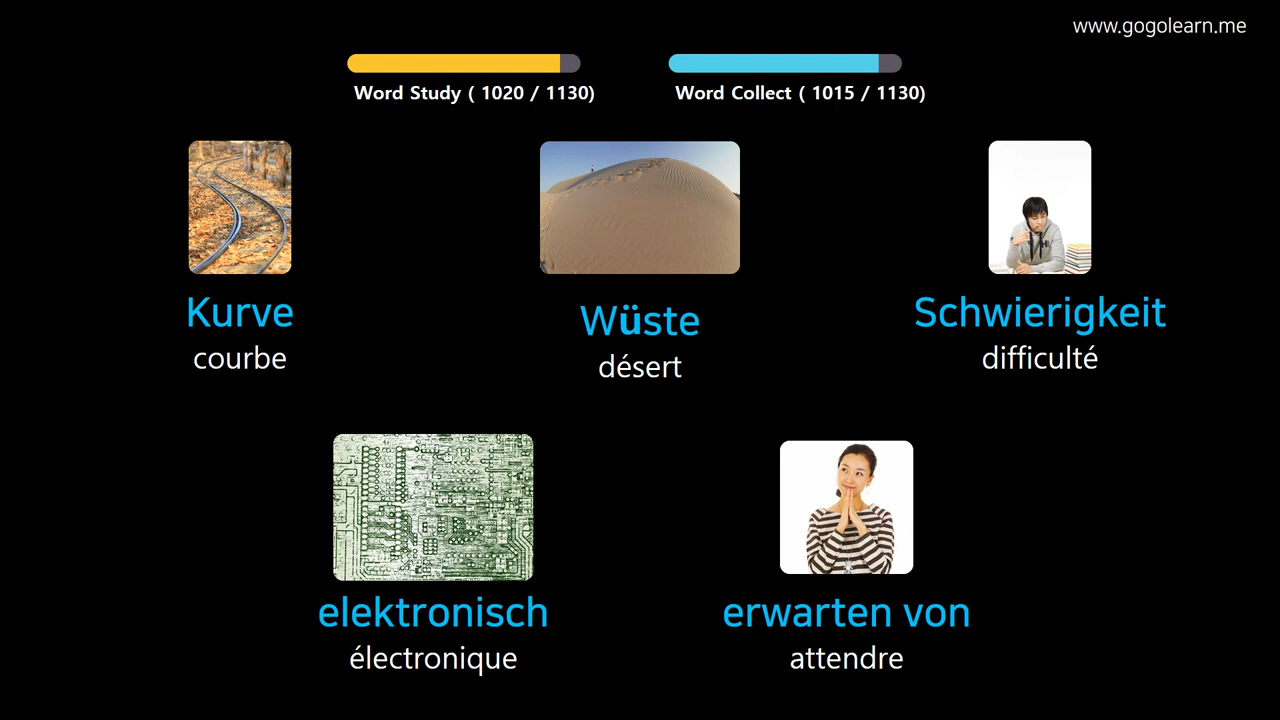 www.gogolearn.me
Word Study ( 1020 / 1130)
Word Collect ( 1015 / 1130)
Kurve
courbe
Wüste
désert
Schwierigkeit
difficulté
elektronisch
électronique
erwarten von
attendre